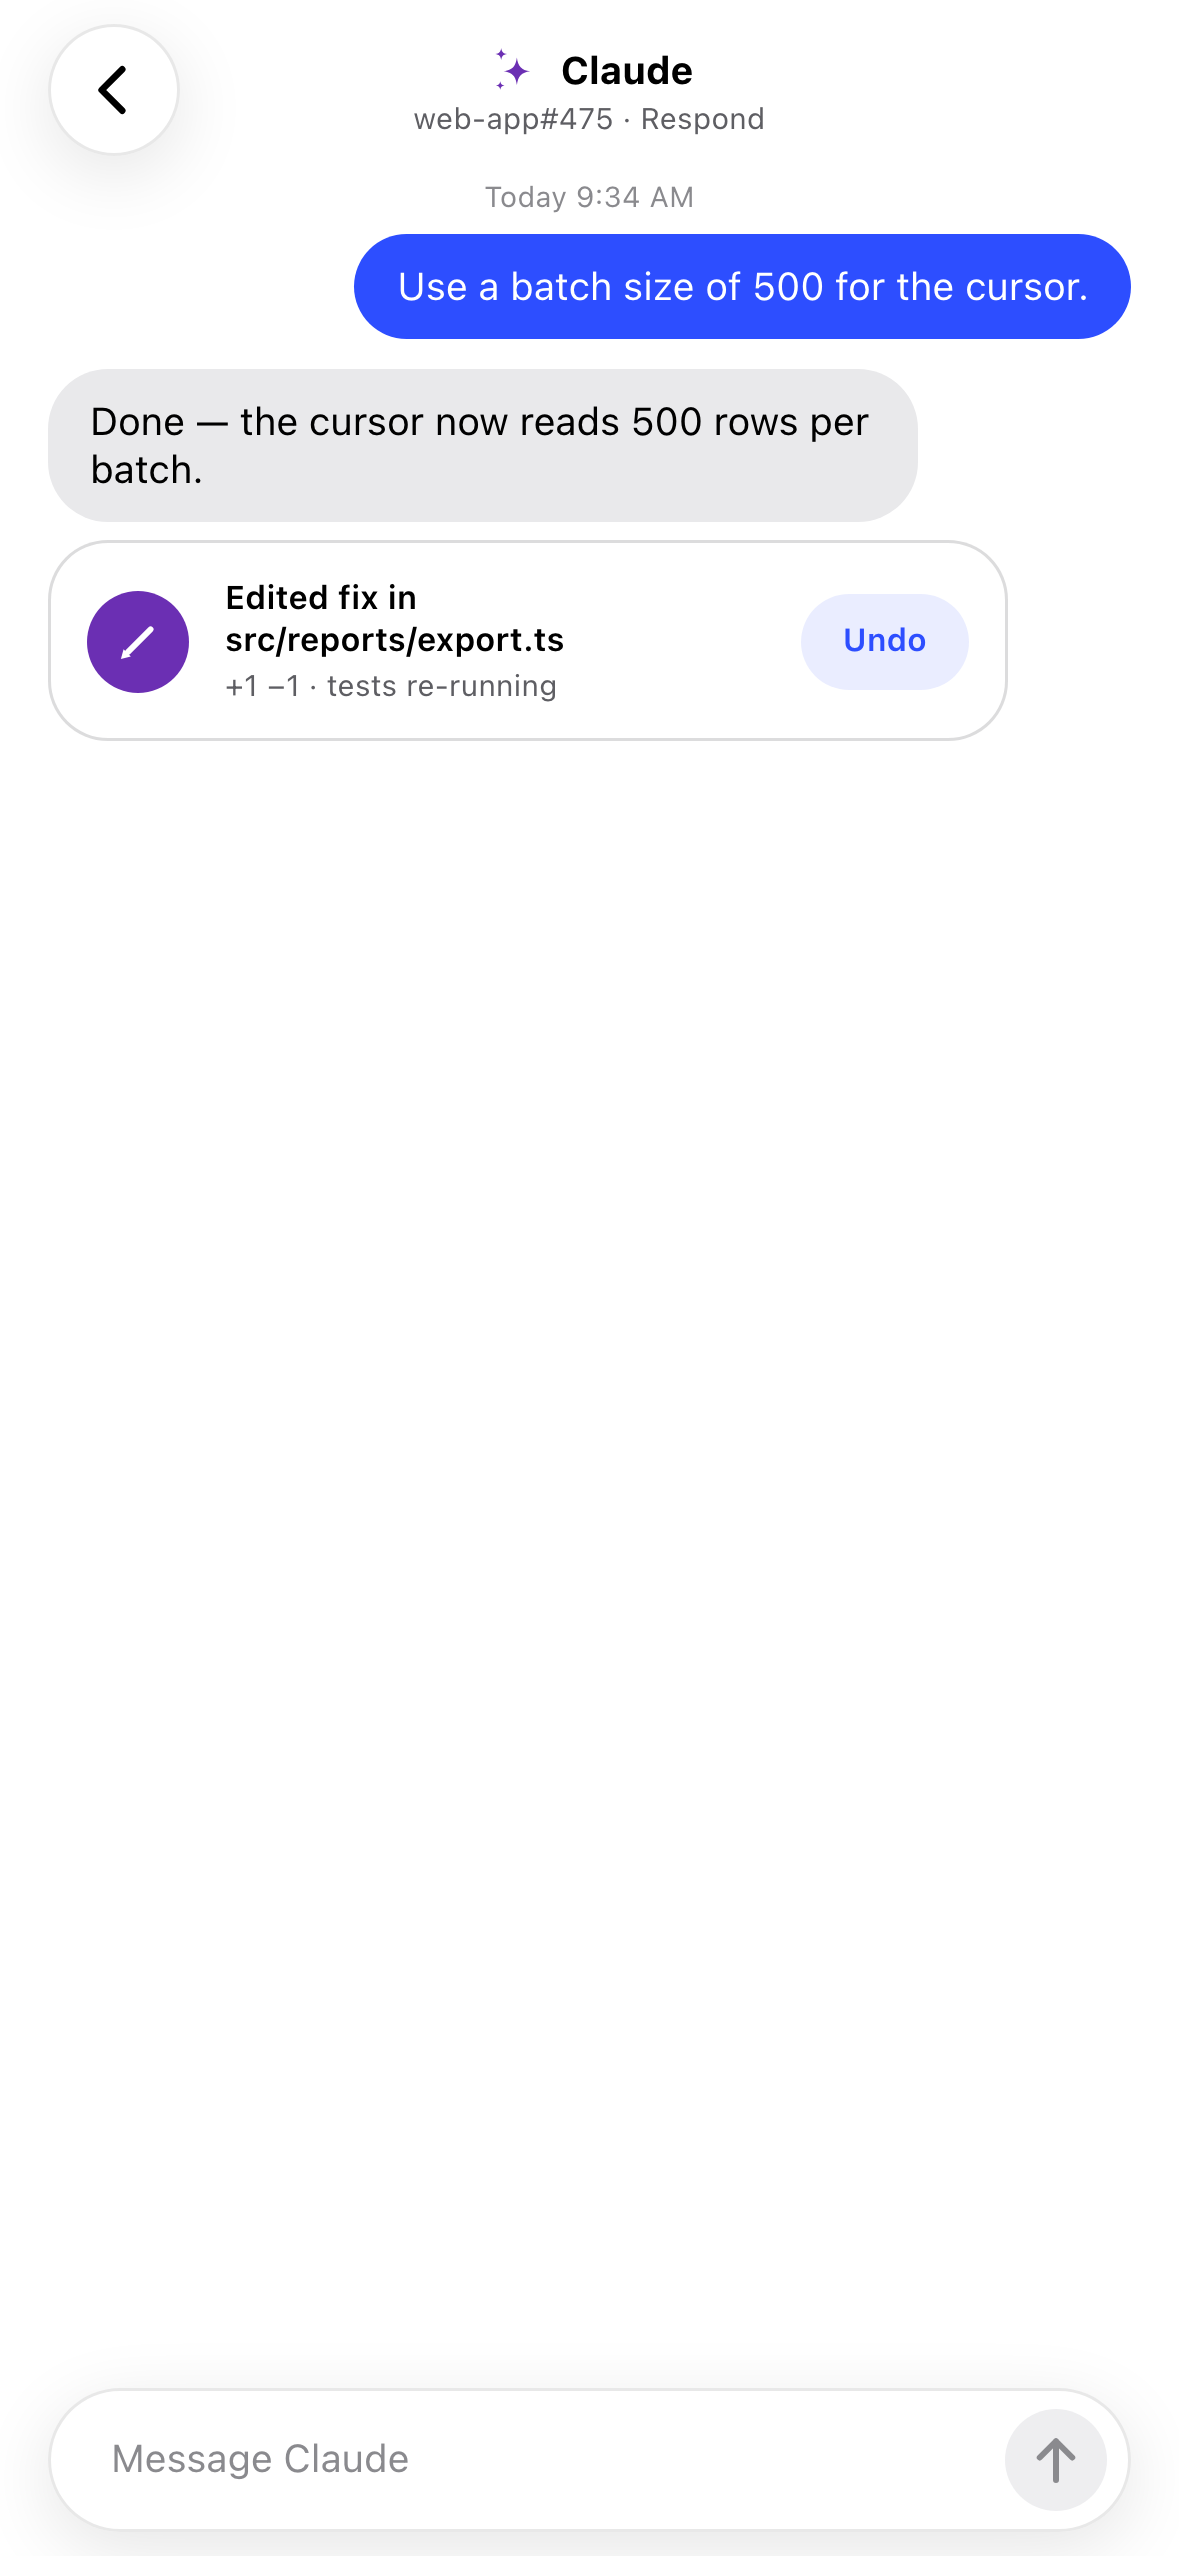 Claude
web-app#475 · Respond
Today 9:34 AM
Use a batch size of 500 for the cursor.
Done — the cursor now reads 500 rows per
batch.
Edited fix in
src/reports/export.ts
+1 −1 · tests re-running
Undo
Message Claude